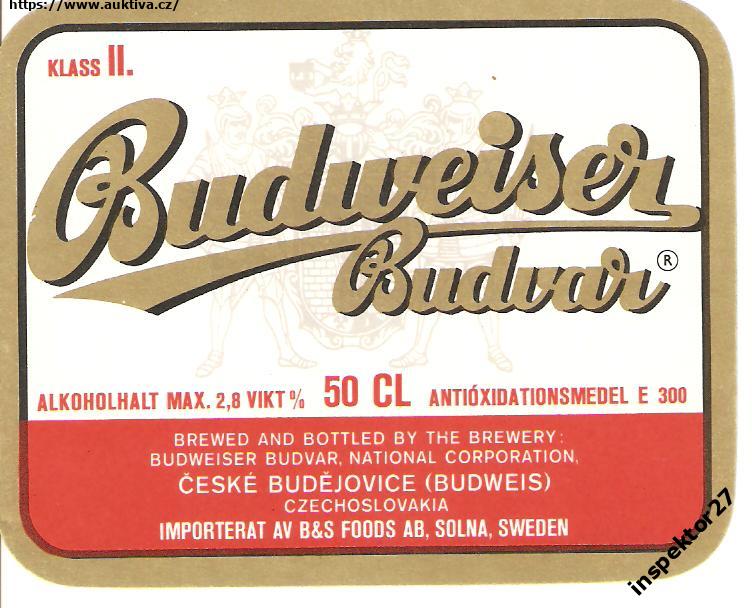 https://www.auktiva.cz/
KLASS II.
Budweiser
Budvar ®
ALKOHOLHALT MAX. 2,8 VIKT % 50 CL ANTIÓXIDATIONSMEDEL E 300
BREWED AND BOTTLED BY THE BREWERY:
BUDWEISER BUDVAR, NATIONAL CORPORATION,
ČESKÉ BUDĚJOVICE (BUDWEIS)
CZECHOSLOVAKIA
IMPORTERAT AV B&S FOODS AB, SOLNA, SWEDEN
inspektor27